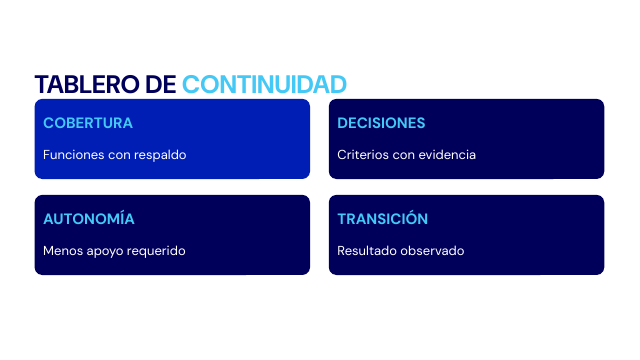 TABLERO DE CONTINUIDAD
COBERTURA
Funciones con respaldo
DECISIONES
Criterios con evidencia
AUTONOMÍA
Menos apoyo requerido
TRANSICIÓN
Resultado observado